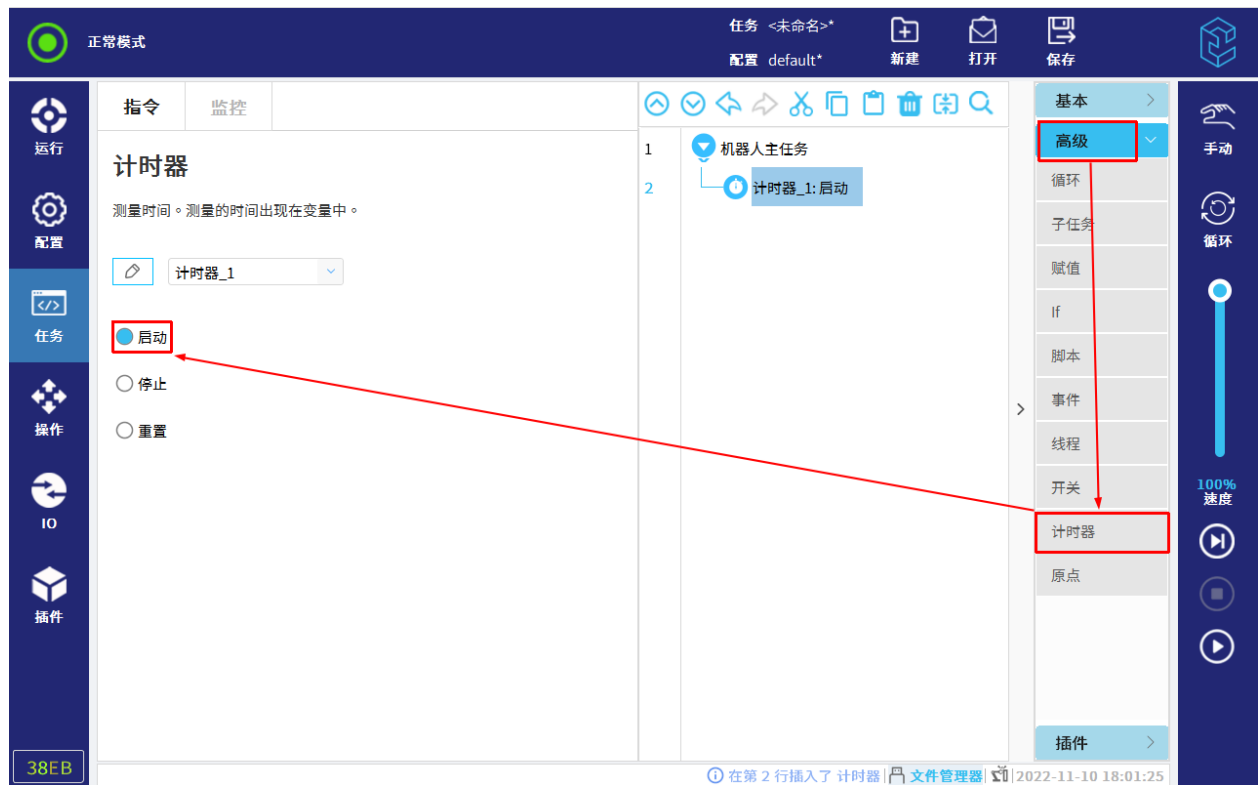 正常模式
任务 <未命名>*
配置 default*
新建
打开
保存
运行
配置
任务
操作
IO
插件
38EB
指令
监控
计时器
测量时间。测量的时间出现在变量中。
计时器_1
启动
停止
重置
1 机器人主任务
2 计时器_1: 启动
基本
高级
循环
子任务
赋值
If
脚本
事件
线程
开关
计时器
原点
插件
手动
循环
100%
速度
在第 2 行插入了 计时器
文件管理器
2022-11-10 18:01:25